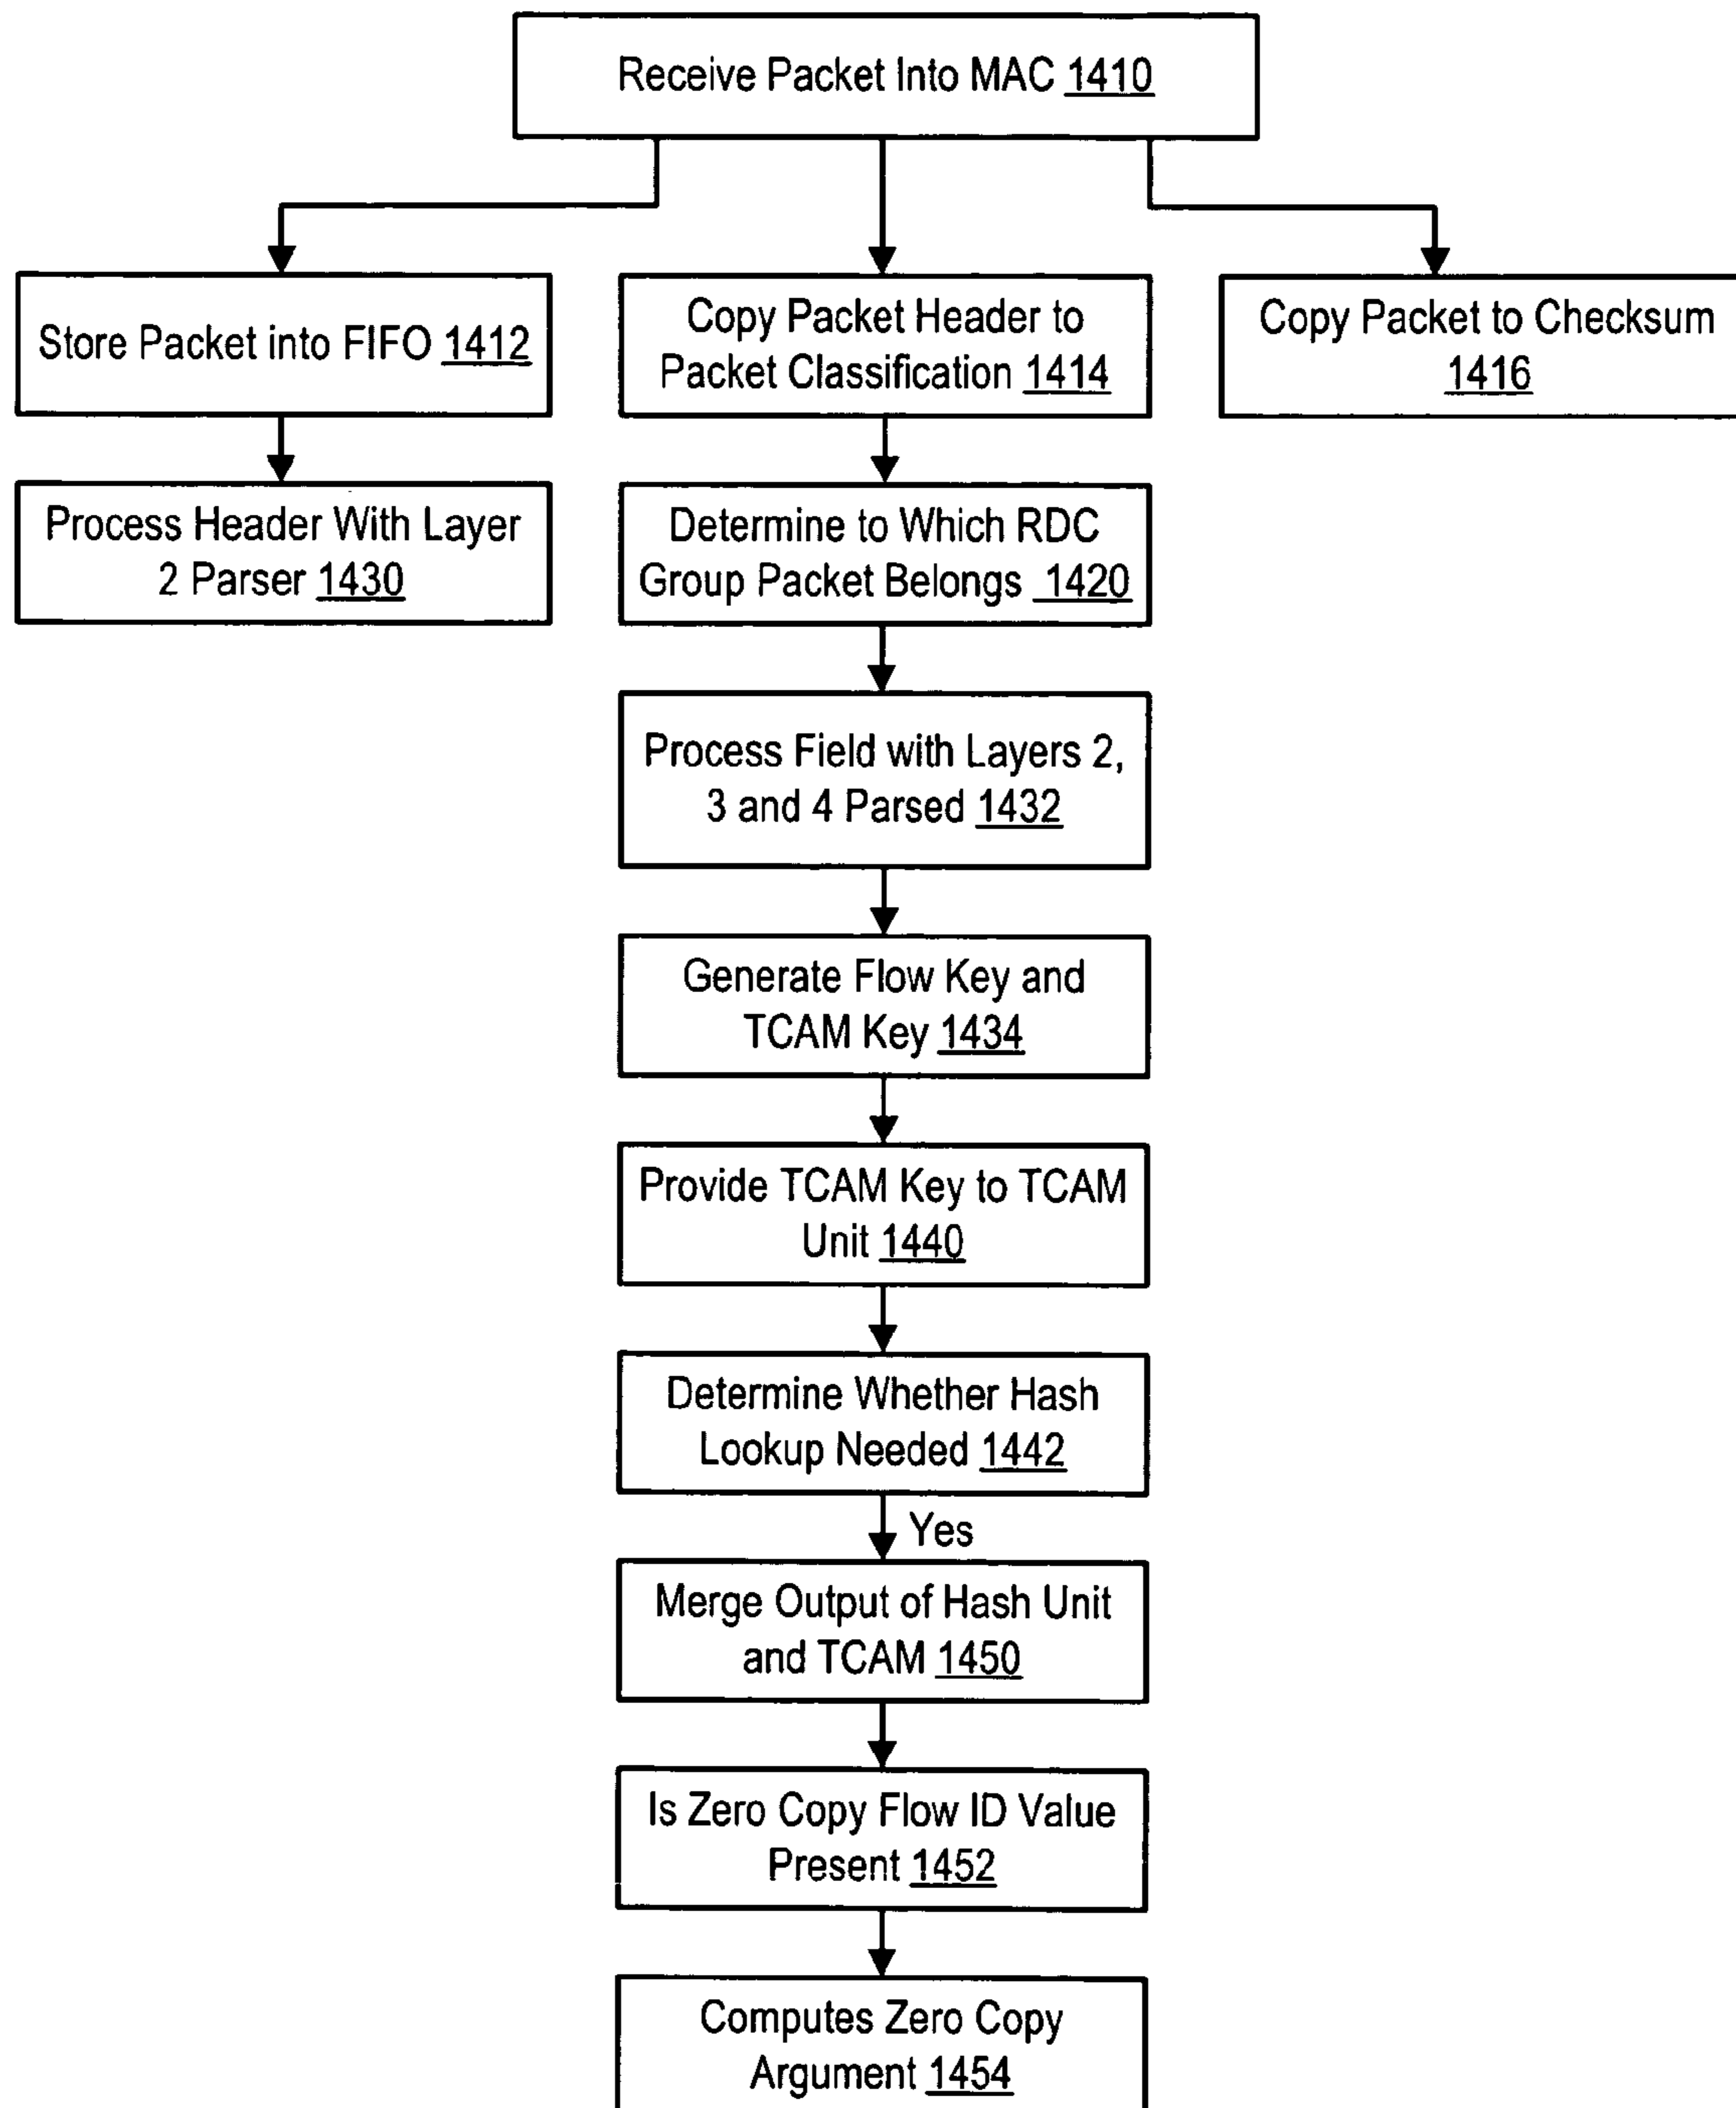 Receive Packet Into MAC 1410
Store Packet into FIFO 1412
Copy Packet Header to
Packet Classification 1414
Copy Packet to Checksum
1416
Process Header With Layer
2 Parser 1430
Determine to Which RDC
Group Packet Belongs 1420
Process Field with Layers 2,
3 and 4 Parsed 1432
Generate Flow Key and
TCAM Key 1434
Provide TCAM Key to TCAM
Unit 1440
Determine Whether Hash
Lookup Needed 1442
Yes
Merge Output of Hash Unit
and TCAM 1450
Is Zero Copy Flow ID Value
Present 1452
Computes Zero Copy
Argument 1454